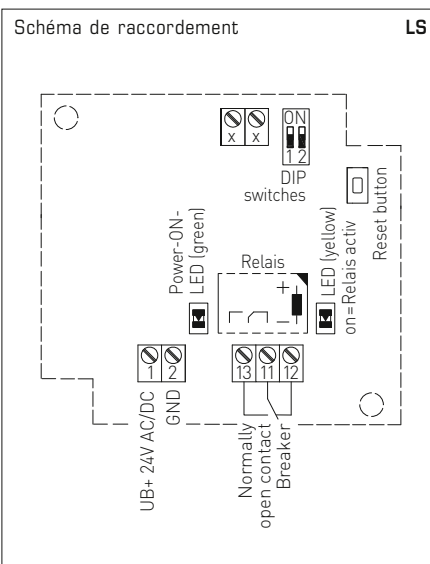 Schéma de raccordement
LS
x x
ON
1 2
DIP
switches
Reset button
Power-ON-
LED (green)
Relais
+
–
LED (yellow)
on=Relais activ
1 2
13 11 12
UB+ 24V AC/DC
GND
Normally
open contact
Breaker